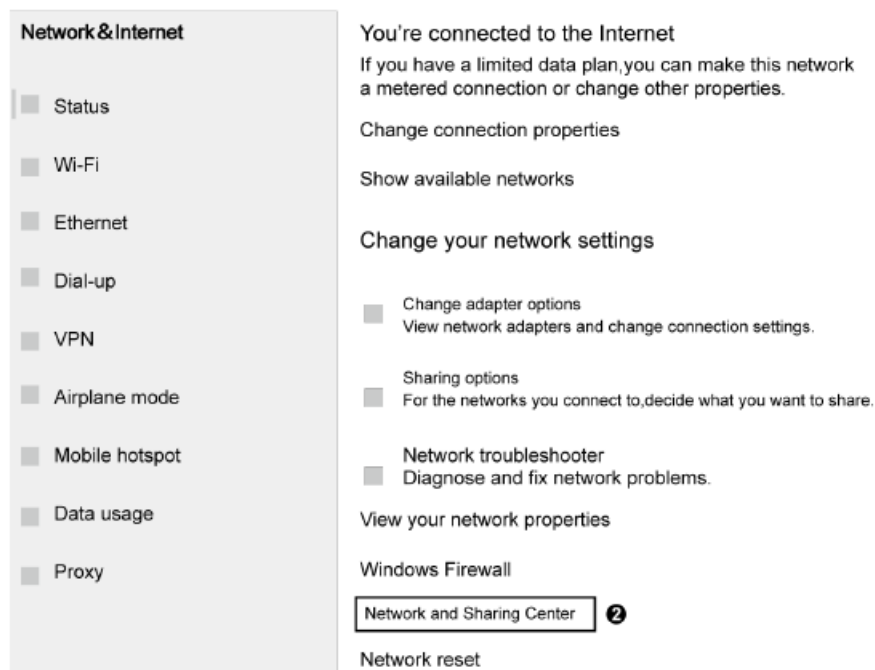 Network&Internet
Status
Wi-Fi
Ethernet
Dial-up
VPN
Airplane mode
Mobile hotspot
Data usage
Proxy
You're connected to the Internet
If you have a limited data plan,you can make this network
a metered connection or change other properties.
Change connection properties
Show available networks
Change your network settings
Change adapter options
View network adapters and change connection settings.
Sharing options
For the networks you connect to,decide what you want to share.
Network troubleshooter
Diagnose and fix network problems.
View your network properties
Windows Firewall
Network and Sharing Center ❷
Network reset